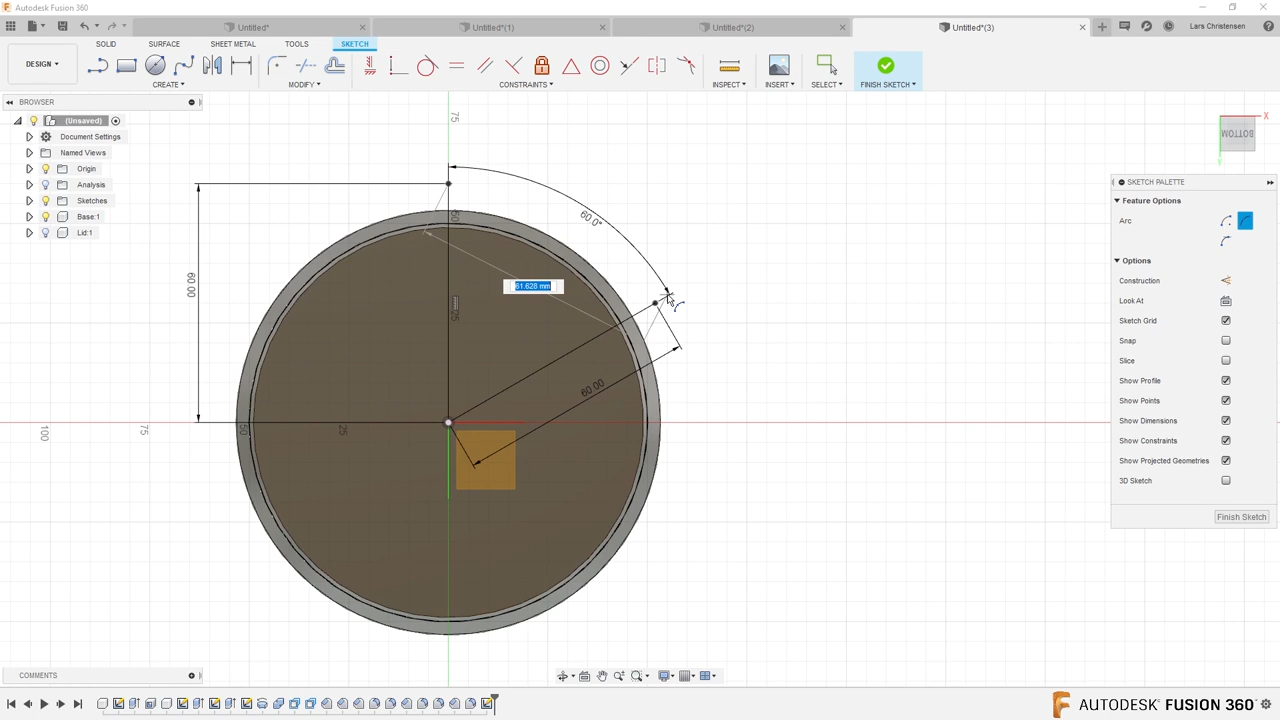 Autodesk Fusion 360
Untitled*
Untitled*(1)
Untitled*(2)
Untitled*(3)
Lars Christensen
SOLID
SURFACE
SHEET METAL
TOOLS
SKETCH
DESIGN
CREATE
MODIFY
CONSTRAINTS
INSPECT
INSERT
SELECT
FINISH SKETCH
BROWSER
(Unsaved)
Document Settings
Named Views
Origin
Analysis
Sketches
Base:1
Lid:1
75
50
25
60.0°
60.00
60.00
61.628 mm
100
75
50
25
BOTTOM
X
Y
SKETCH PALETTE
Feature Options
Arc
Options
Construction
Look At
Sketch Grid
Snap
Slice
Show Profile
Show Points
Show Dimensions
Show Constraints
Show Projected Geometries
3D Sketch
Finish Sketch
COMMENTS
AUTODESK FUSION 360°